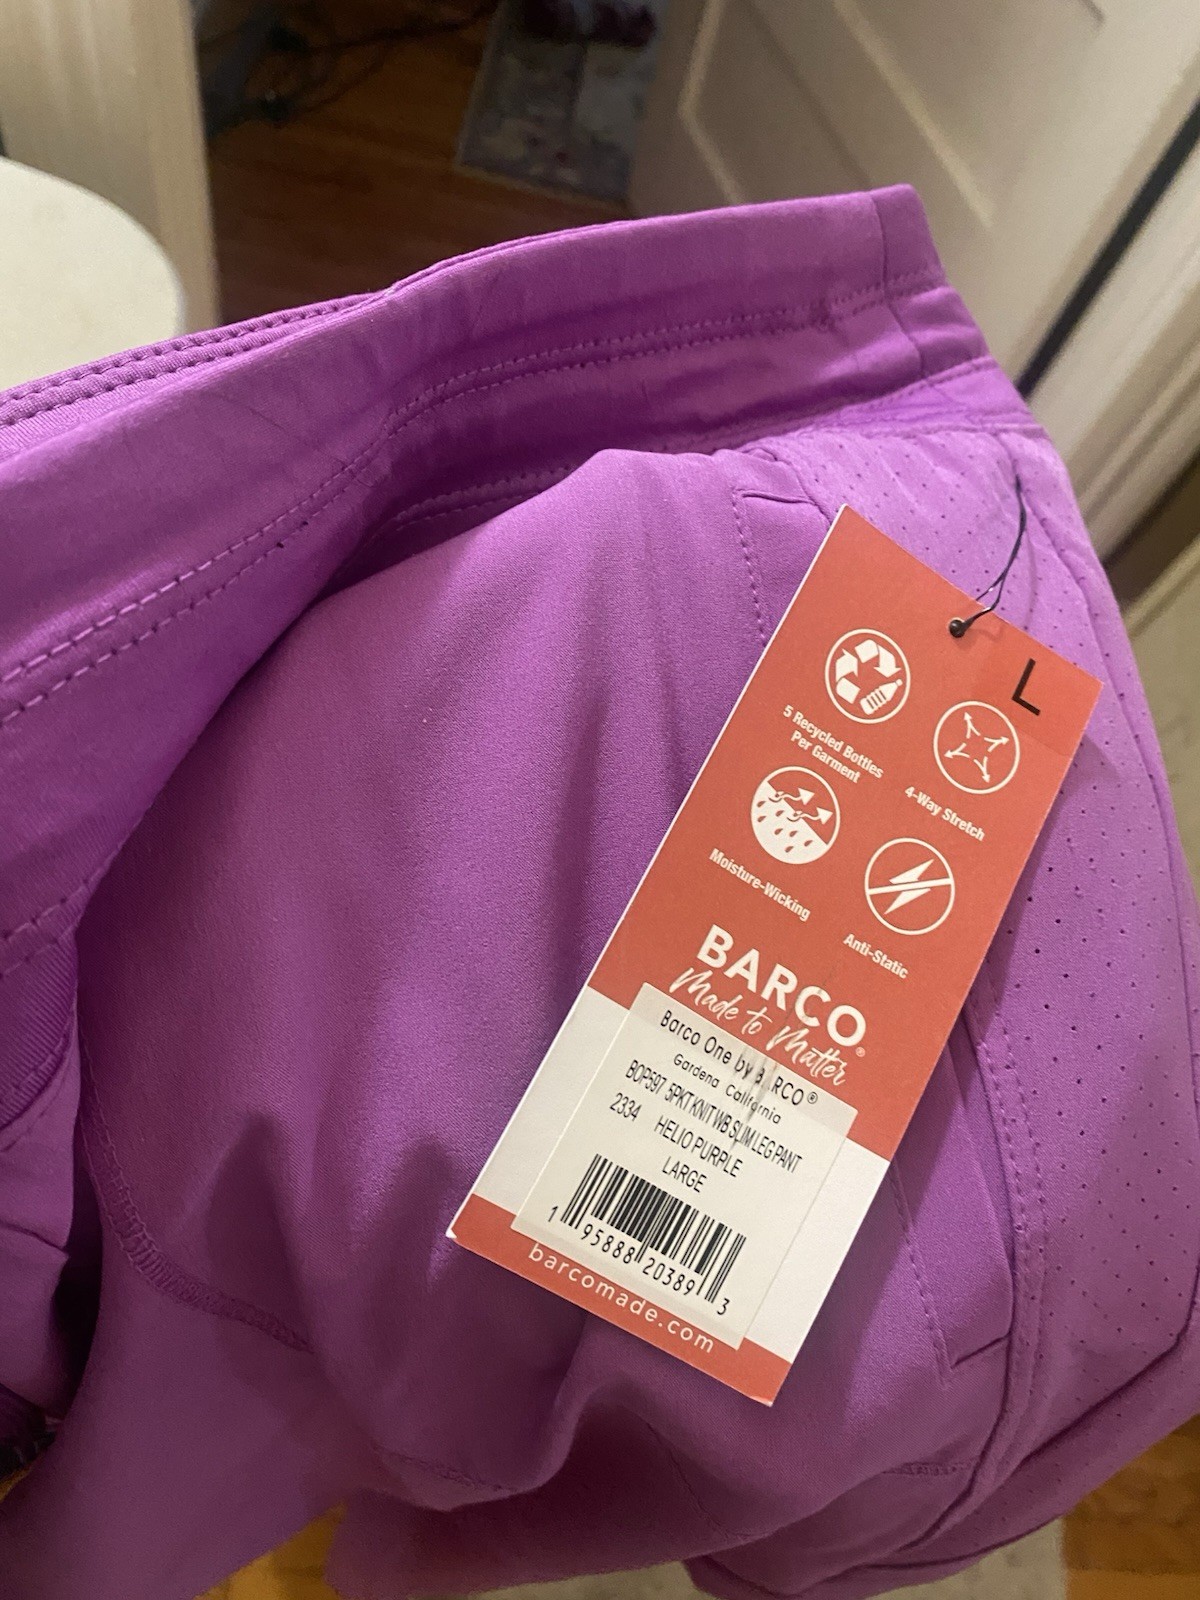 L
5 Recycled Bottles
Per Garment
4-Way Stretch
Moisture-Wicking
Anti-Static
BARCO®
Made to Matter
Barco One by BARCO®
Gardena California
BOP597 5PKT KNIT WB SLIM LEG PANT
2334 HELIO PURPLE
LARGE
1 95888 20389 3
barcomade.com